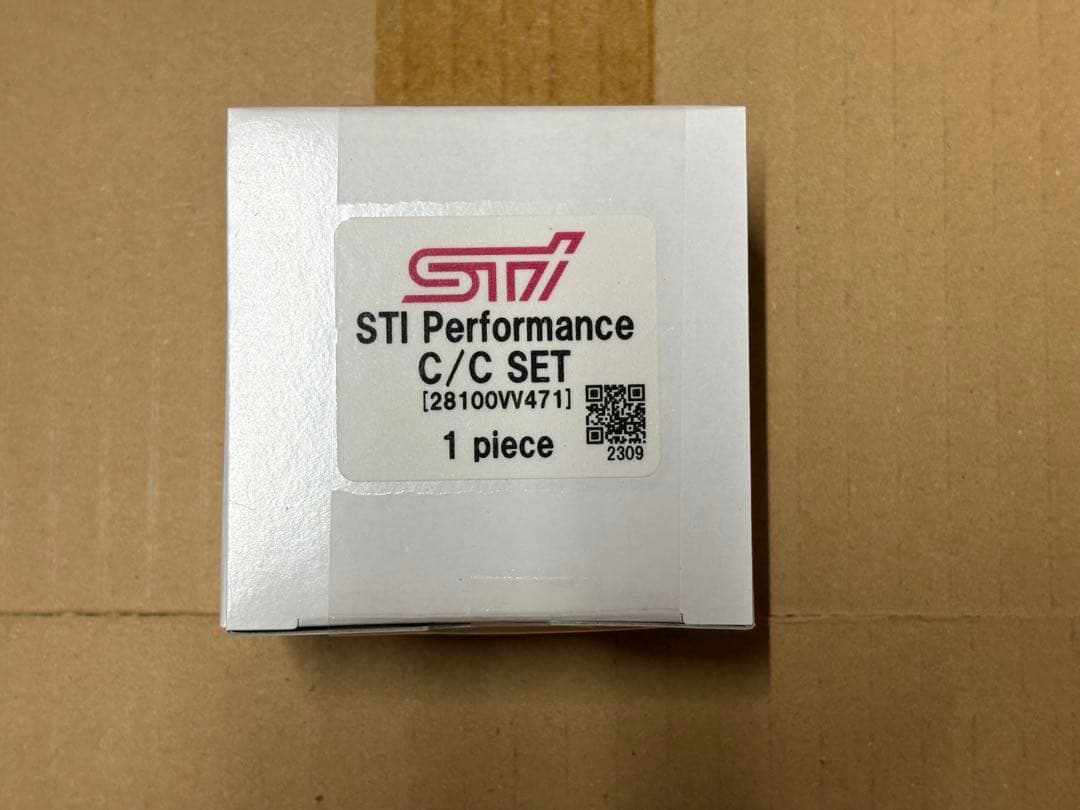 STI
STI Performance
C/C SET
[28100VV471]
1 piece
2309